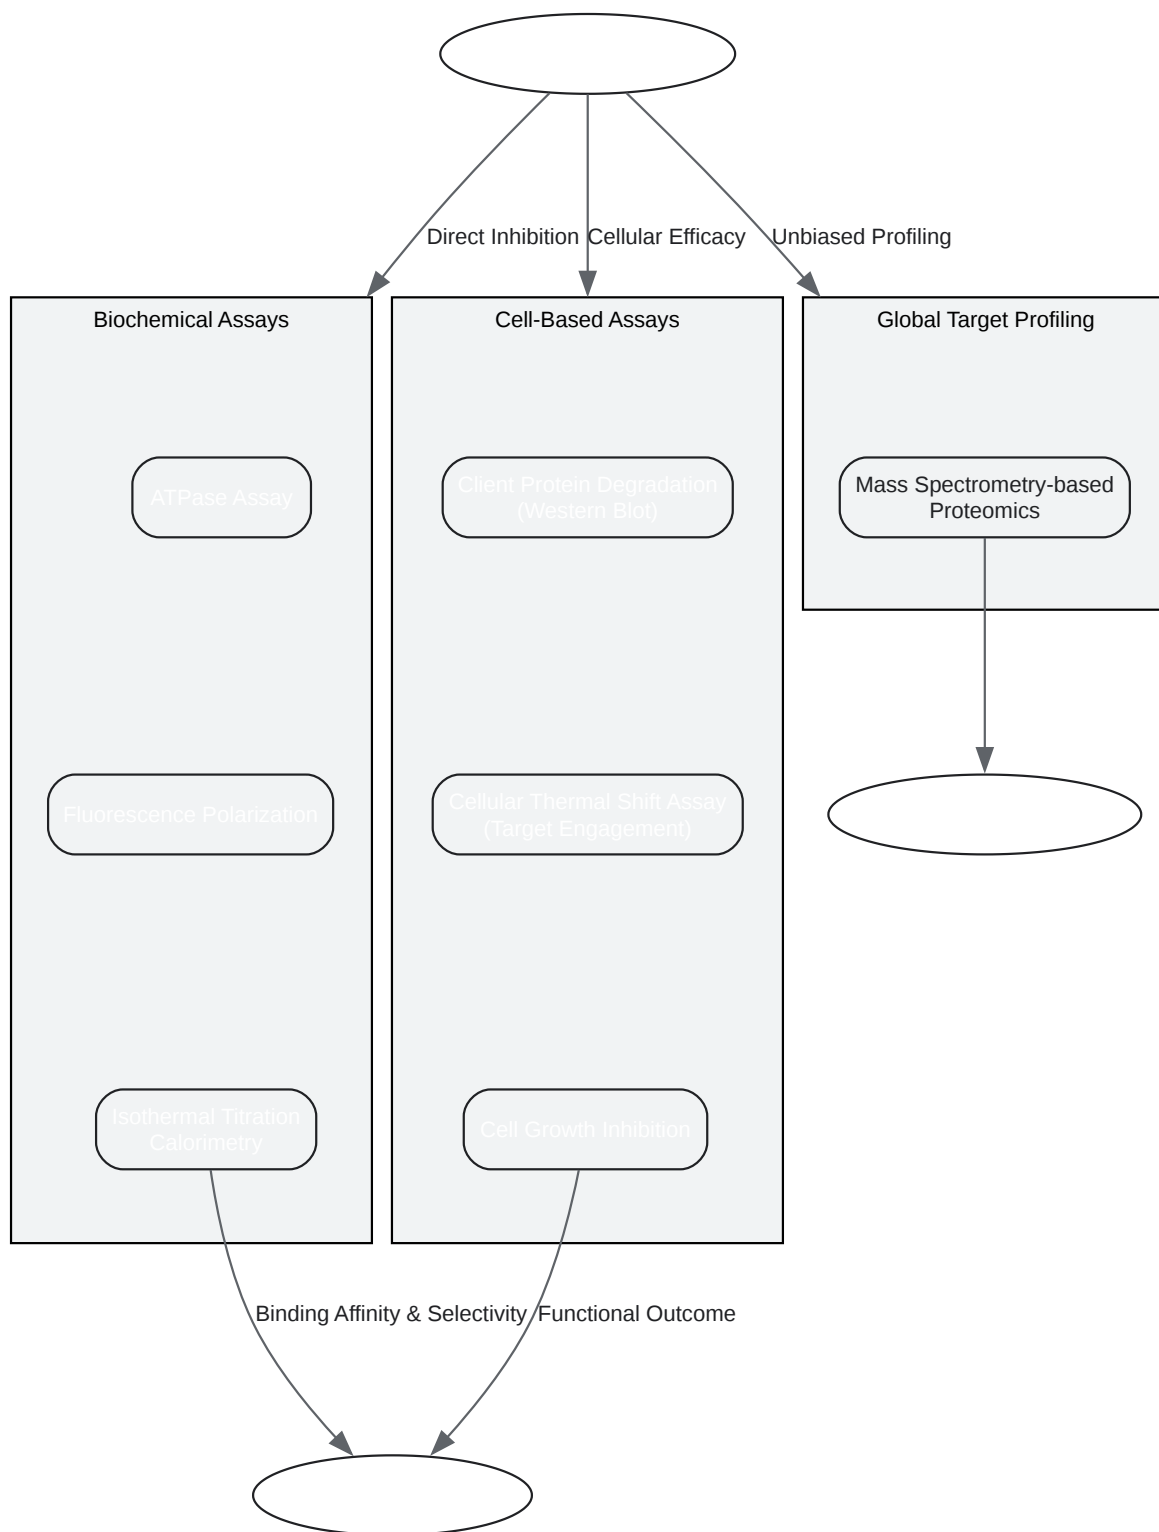 Direct Inhibition
Cellular Efficacy
Unbiased Profiling
Biochemical Assays
Cell-Based Assays
Global Target Profiling
ATPase Assay
Client Protein Degradation
(Western Blot)
Mass Spectrometry-based
Proteomics
Fluorescence Polarization
Cellular Thermal Shift Assay
(Target Engagement)
Isothermal Titration
Calorimetry
Cell Growth Inhibition
Binding Affinity & Selectivity
Functional Outcome